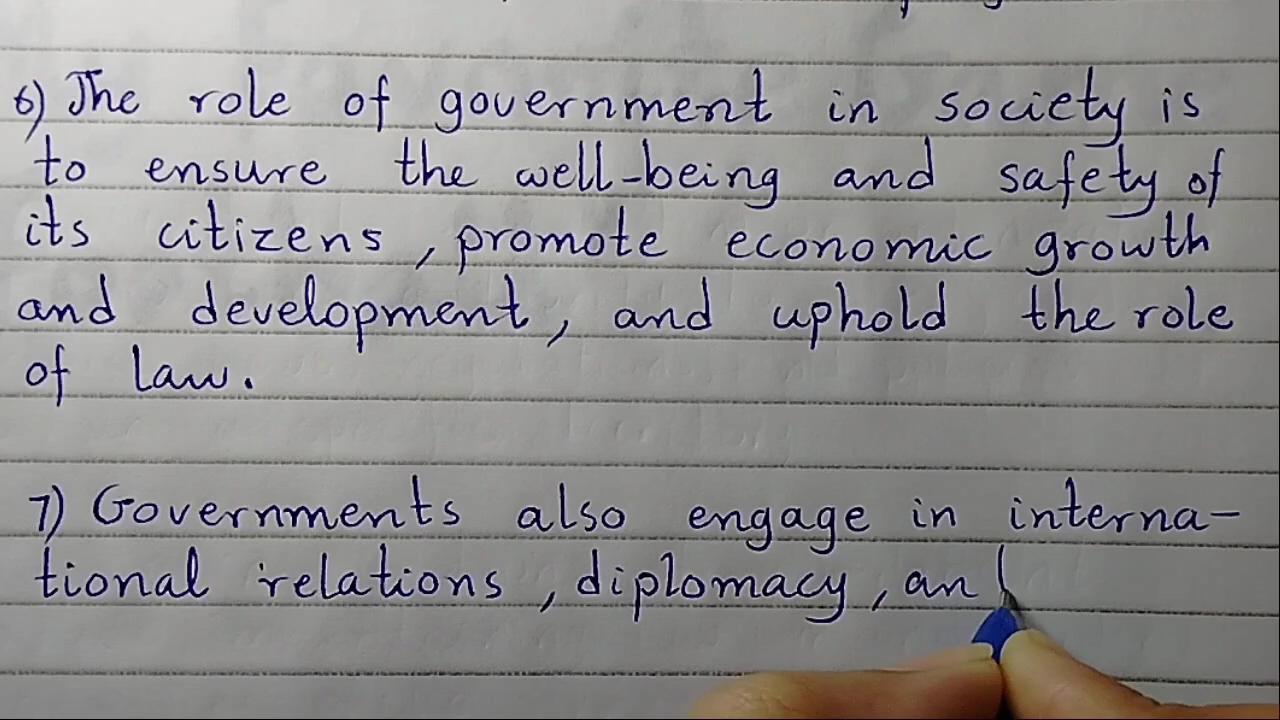 6) The role of government in society is
to ensure the well-being and safety of
its citizens, promote economic growth
and development, and uphold the role
of law.
7) Governments also engage in interna-
tional relations, diplomacy, an